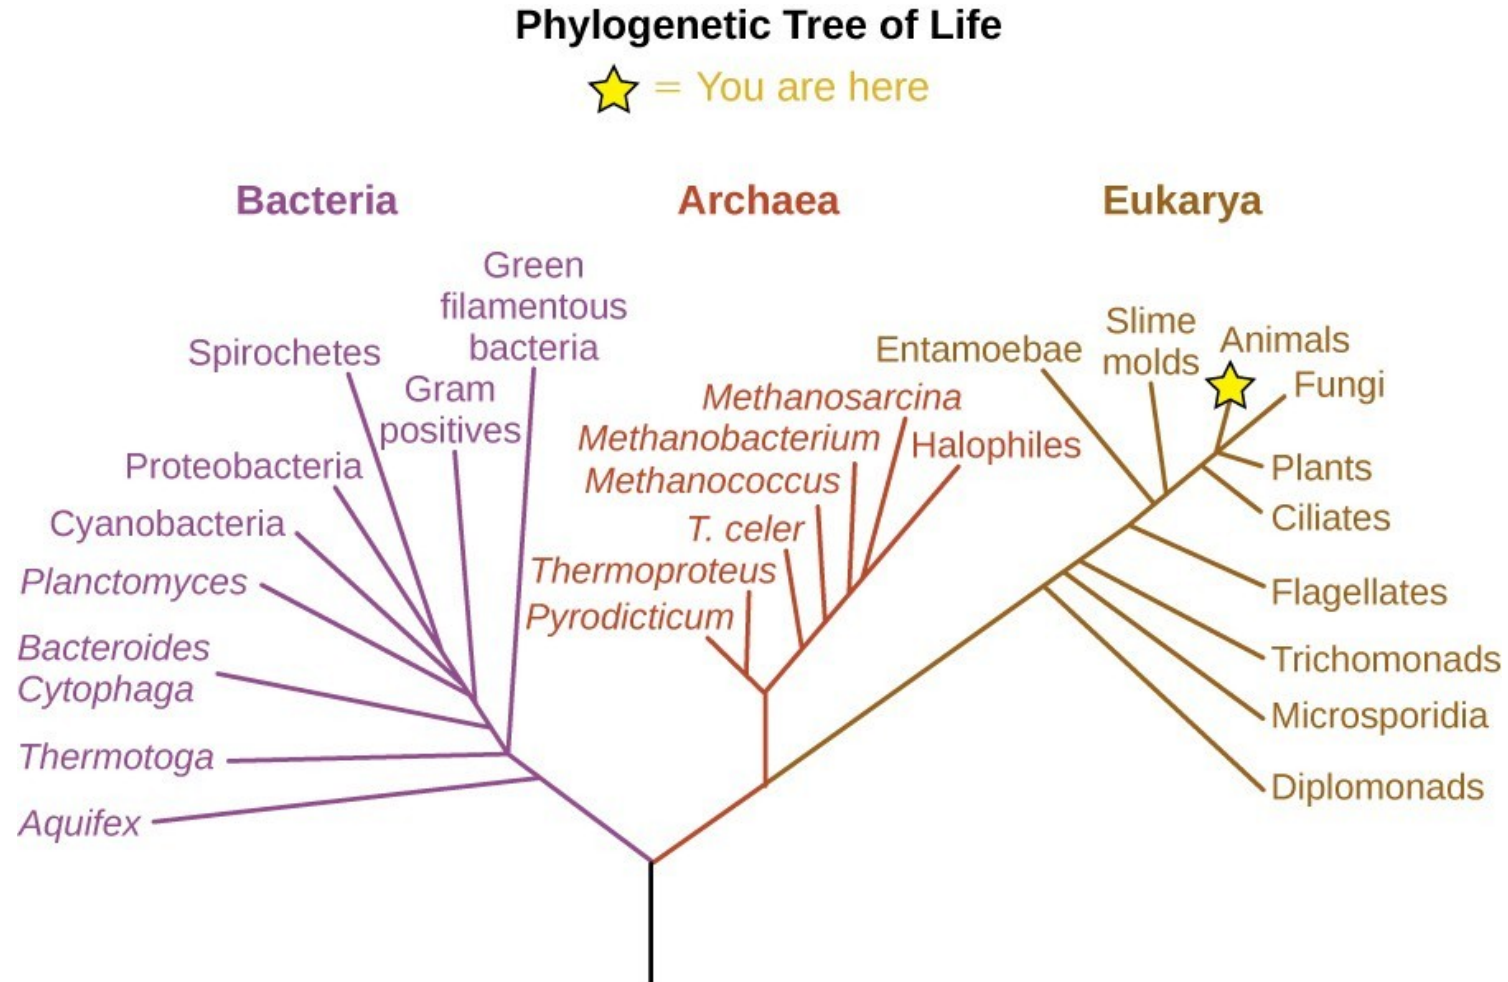 Phylogenetic Tree of Life
= You are here
Bacteria
Archaea
Eukarya
Green
filamentous
bacteria
Spirochetes
Gram
positives
Proteobacteria
Cyanobacteria
Planctomyces
Bacteroides
Cytophaga
Thermotoga
Aquifex
Methanosarcina
Methanobacterium
Halophiles
Methanococcus
T. celer
Thermoproteus
Pyrodicticum
Entamoebae
Slime
molds
Animals
Fungi
Plants
Ciliates
Flagellates
Trichomonads
Microsporidia
Diplomonads